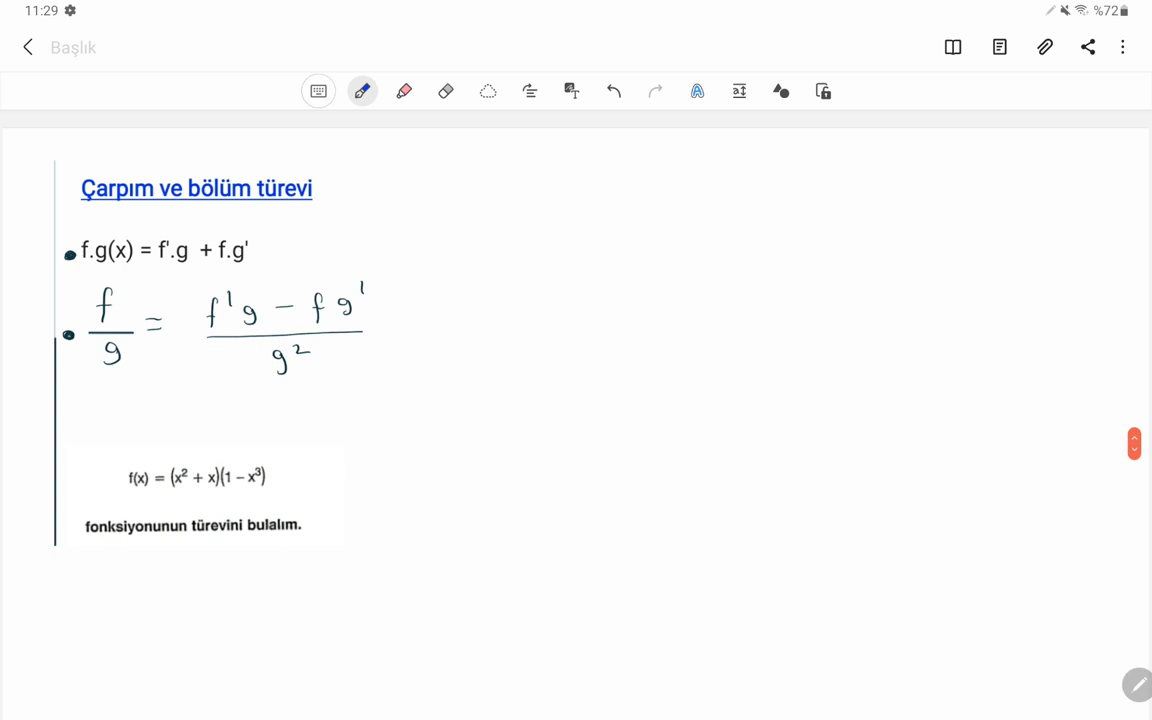 11:29
%72
Başlık
Çarpım ve bölüm türevi
f.g(x) = f'.g + f.g'
f/g = (f'g - fg')/g²
f(x) = (x² + x)(1 − x³)
fonksiyonunun türevini bulalım.